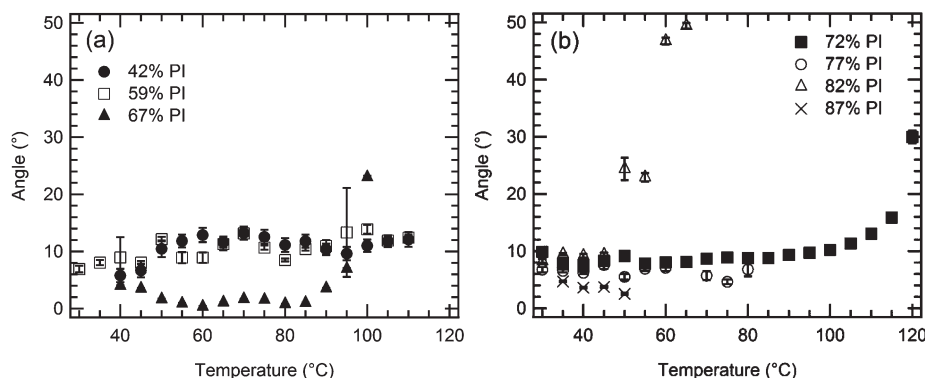 (a)
42% PI
59% PI
67% PI
Angle (°)
50
40
30
20
10
0
40 60 80 100 120
Temperature (°C)
(b)
72% PI
77% PI
82% PI
87% PI
Angle (°)
50
40
30
20
10
0
40 60 80 100 120
Temperature (°C)